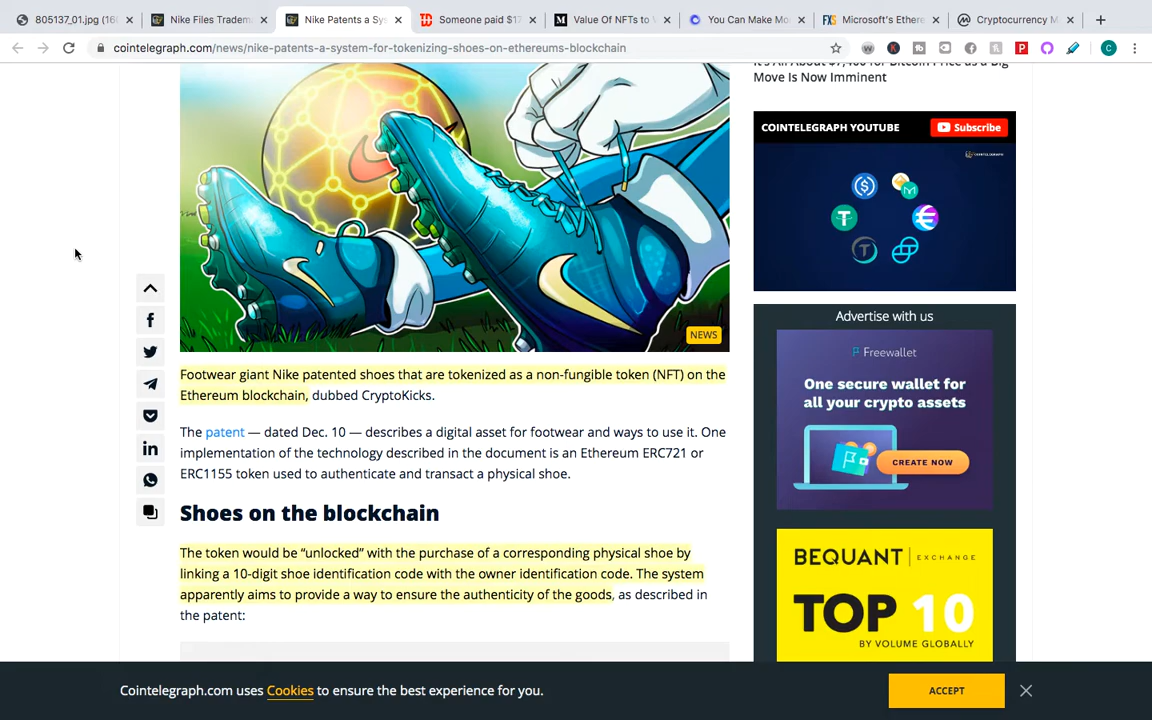 805137_01.jpg (16
Nike Files Tradem
Nike Patents a Sys
Someone paid $17
Value Of NFTs to
You Can Make Mo
Microsoft's Ethere
Cryptocurrency M
cointelegraph.com/news/nike-patents-a-system-for-tokenizing-shoes-on-ethereums-blockchain
It's All About $7,400 for Bitcoin Price as a Big
Move Is Now Imminent
COINTELEGRAPH YOUTUBE
Subscribe
NEWS
Footwear giant Nike patented shoes that are tokenized as a non-fungible token (NFT) on the
Ethereum blockchain, dubbed CryptoKicks.
The patent — dated Dec. 10 — describes a digital asset for footwear and ways to use it. One
implementation of the technology described in the document is an Ethereum ERC721 or
ERC1155 token used to authenticate and transact a physical shoe.
Shoes on the blockchain
The token would be “unlocked” with the purchase of a corresponding physical shoe by
linking a 10-digit shoe identification code with the owner identification code. The system
apparently aims to provide a way to ensure the authenticity of the goods, as described in
the patent:
Advertise with us
Freewallet
One secure wallet for
all your crypto assets
CREATE NOW
BEQUANT | EXCHANGE
TOP 10
BY VOLUME GLOBALLY
Cointelegraph.com uses Cookies to ensure the best experience for you.
ACCEPT